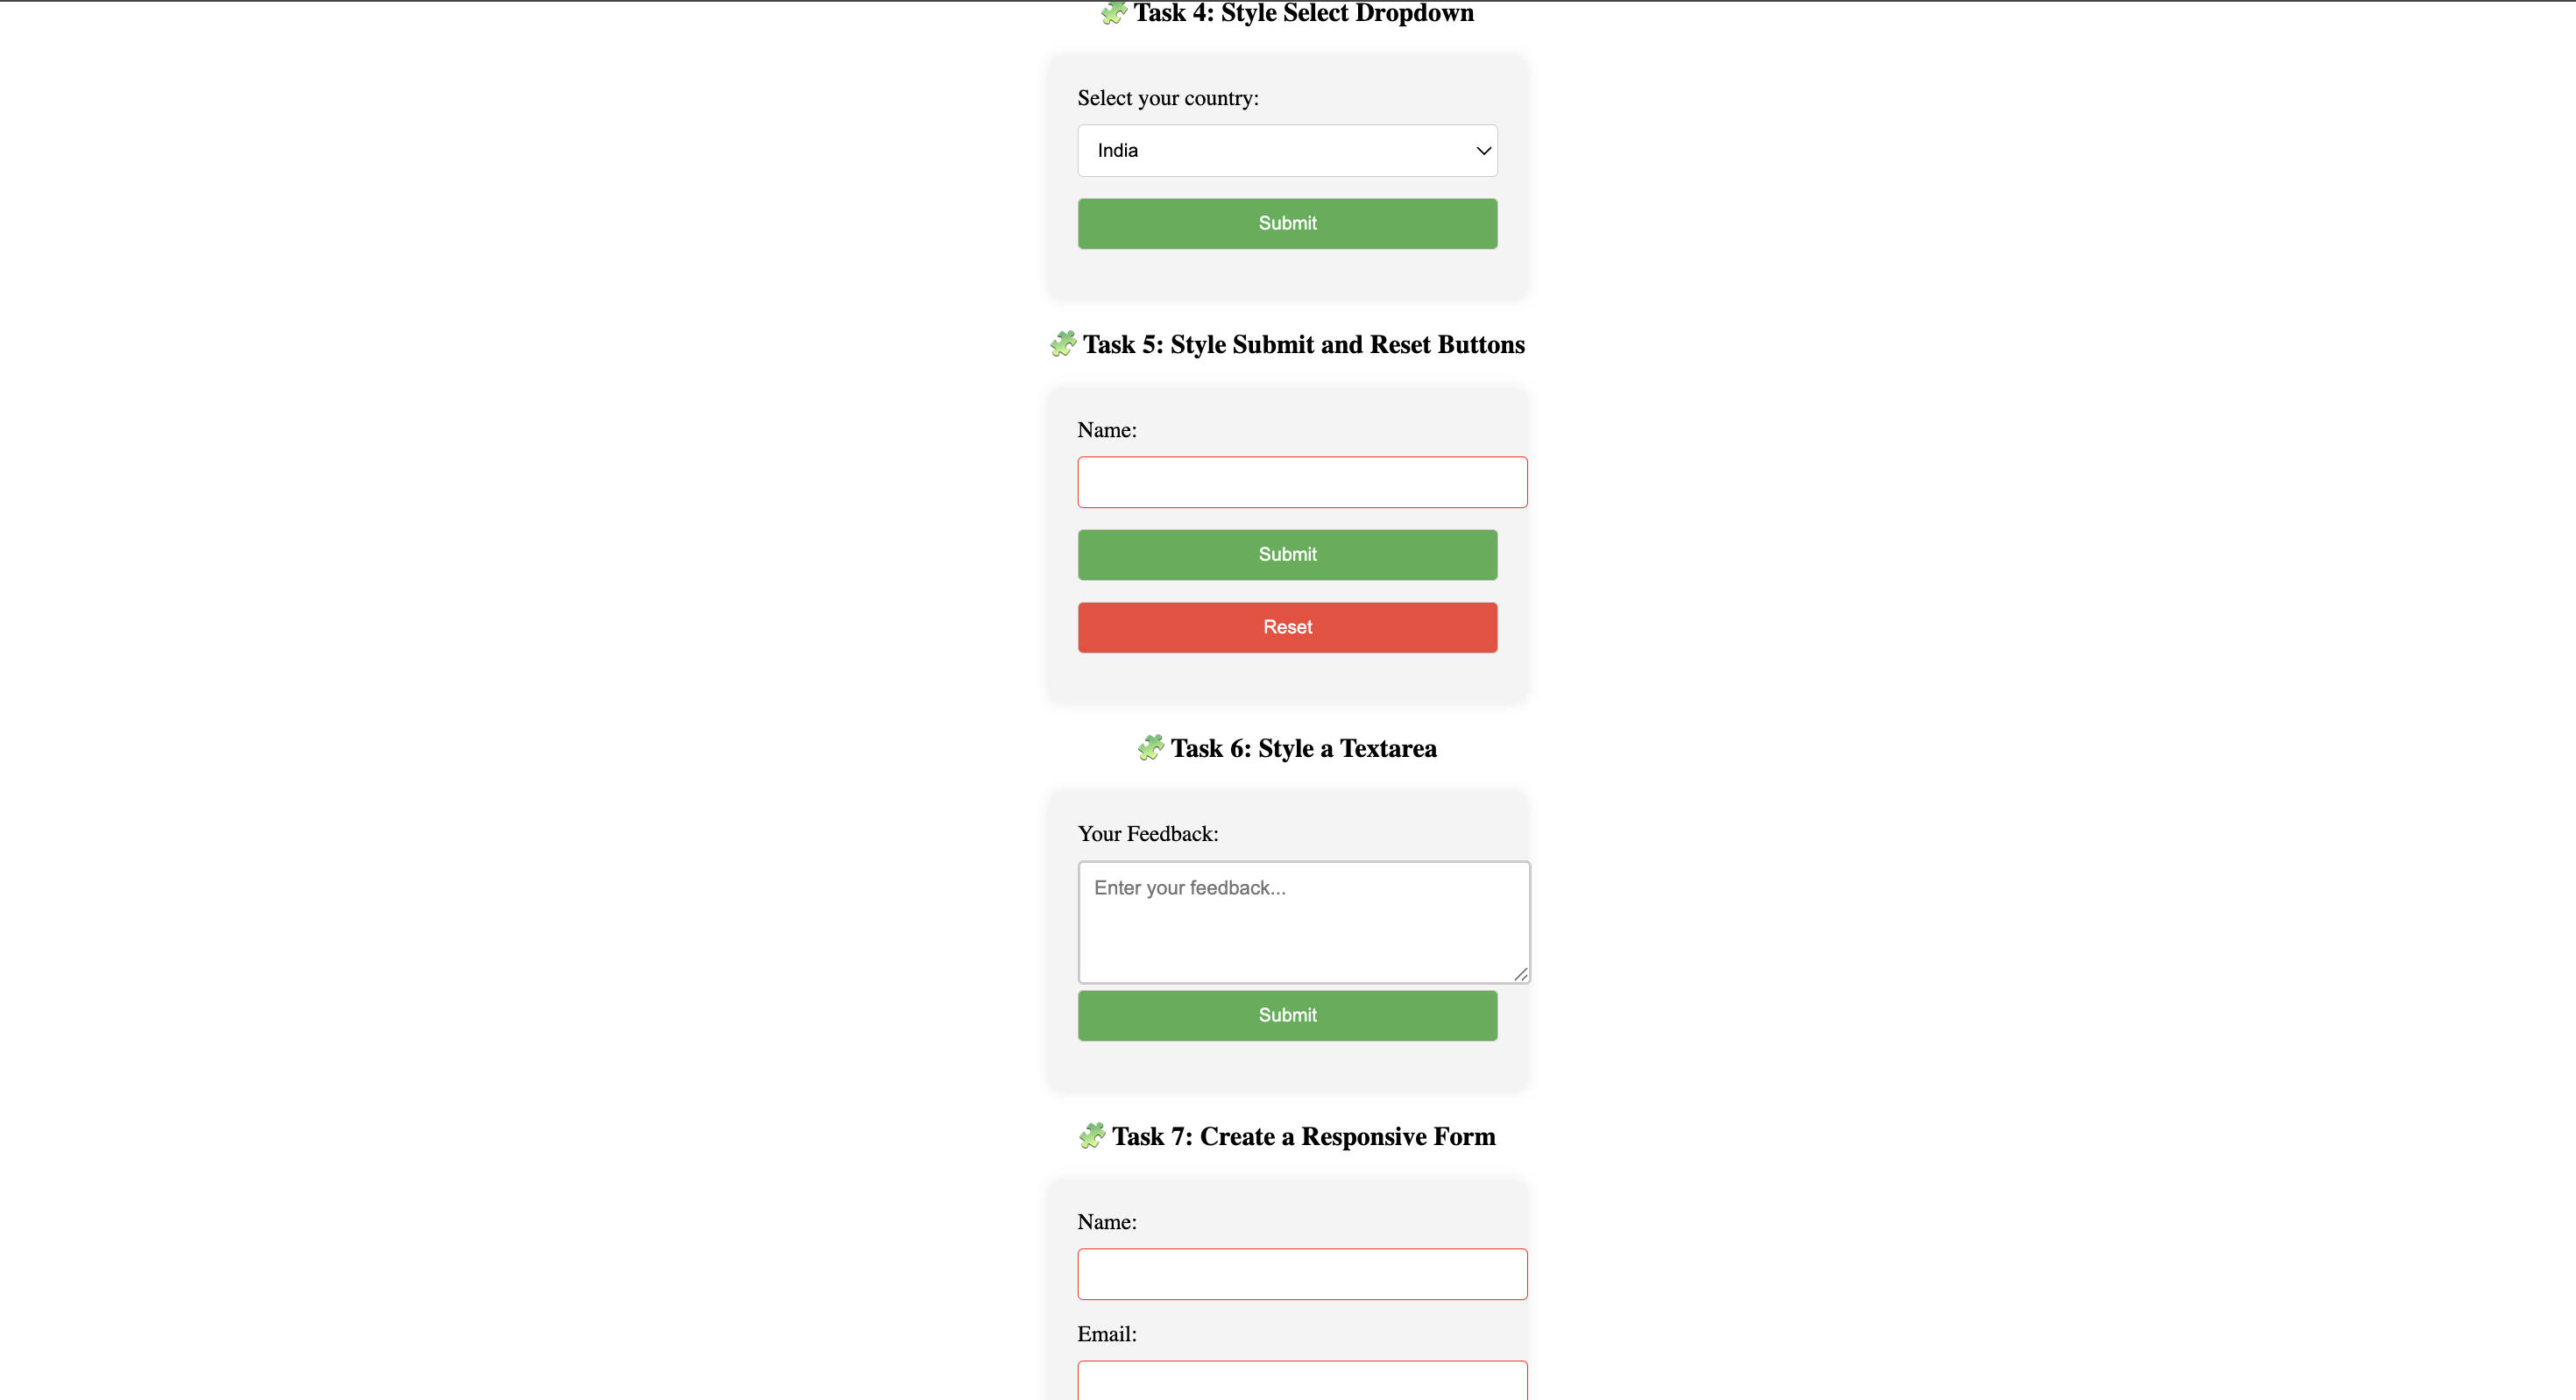 🧩 Task 4: Style Select Dropdown
Select your country:
India
Submit
🧩 Task 5: Style Submit and Reset Buttons
Name:
Submit
Reset
🧩 Task 6: Style a Textarea
Your Feedback:
Enter your feedback...
Submit
🧩 Task 7: Create a Responsive Form
Name:
Email: